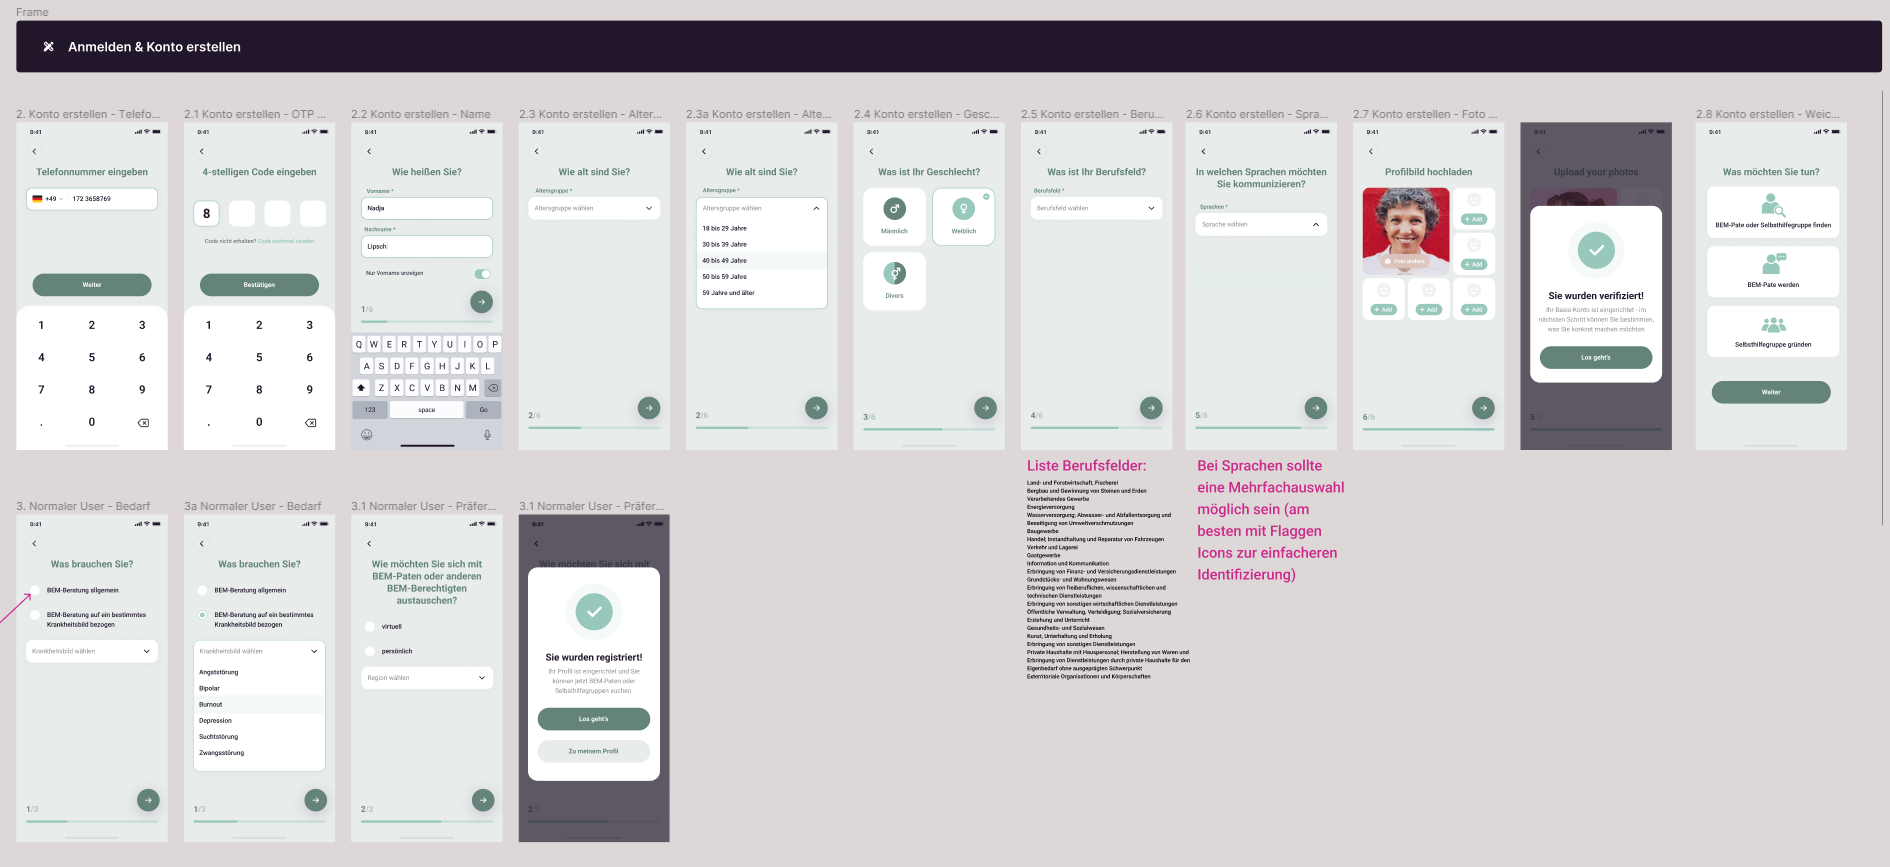 Frame
Anmelden & Konto erstellen
2. Konto erstellen - Telefo...
9:41
Telefonnummer eingeben
+49
172 3658769
Weiter
1 2 3
4 5 6
7 8 9
. 0
2.1 Konto erstellen - OTP ...
9:41
4-stelligen Code eingeben
8
Code nicht erhalten? Code nochmal senden
Bestätigen
1 2 3
4 5 6
7 8 9
. 0
2.2 Konto erstellen - Name
9:41
Wie heißen Sie?
Vorname *
Nadja
Nachname *
Lipsch
Nur Vorname anzeigen
1/6
Q W E R T Y U I O P
A S D F G H J K L
Z X C V B N M
123 space Go
2.3 Konto erstellen - Alter...
9:41
Wie alt sind Sie?
Altersgruppe *
Altersgruppe wählen
2/6
2.3a Konto erstellen - Alte...
9:41
Wie alt sind Sie?
Altersgruppe *
Altersgruppe wählen
18 bis 29 Jahre
30 bis 39 Jahre
40 bis 49 Jahre
50 bis 59 Jahre
59 Jahre und älter
2/6
2.4 Konto erstellen - Gesc...
9:41
Was ist Ihr Geschlecht?
Männlich
Weiblich
Divers
3/6
2.5 Konto erstellen - Beru...
9:41
Was ist Ihr Berufsfeld?
Berufsfeld *
Berufsfeld wählen
4/6
2.6 Konto erstellen - Spra...
9:41
In welchen Sprachen möchten
Sie kommunizieren?
Sprachen *
Sprache wählen
5/6
2.7 Konto erstellen - Foto ...
9:41
Profilbild hochladen
Foto ändern
+ Add
+ Add
+ Add
+ Add
+ Add
6/6
9:41
Upload your photos
Sie wurden verifiziert!
Ihr Basis-Konto ist eingerichtet - im
nächsten Schritt können Sie bestimmen,
was Sie konkret machen möchten.
Los geht's
2.8 Konto erstellen - Weic...
9:41
Was möchten Sie tun?
BEM-Pate oder Selbsthilfegruppe finden
BEM-Pate werden
Selbsthilfegruppe gründen
Weiter
Liste Berufsfelder:
Land- und Forstwirtschaft, Fischerei
Bergbau und Gewinnung von Steinen und Erden
Verarbeitendes Gewerbe
Energieversorgung
Wasserversorgung; Abwasser- und Abfallentsorgung und
Beseitigung von Umweltverschmutzungen
Baugewerbe
Handel; Instandhaltung und Reparatur von Fahrzeugen
Verkehr und Lagerei
Gastgewerbe
Information und Kommunikation
Erbringung von Finanz- und Versicherungsdienstleistungen
Grundstücks- und Wohnungswesen
Erbringung von freiberuflichen, wissenschaftlichen und
technischen Dienstleistungen
Erbringung von sonstigen wirtschaftlichen Dienstleistungen
Öffentliche Verwaltung, Verteidigung; Sozialversicherung
Erziehung und Unterricht
Gesundheits- und Sozialwesen
Kunst, Unterhaltung und Erholung
Erbringung von sonstigen Dienstleistungen
Private Haushalte mit Hauspersonal; Herstellung von Waren und
Erbringung von Dienstleistungen durch private Haushalte für den
Eigenbedarf ohne ausgeprägten Schwerpunkt
Exterritoriale Organisationen und Körperschaften
Bei Sprachen sollte
eine Mehrfachauswahl
möglich sein (am
besten mit Flaggen
Icons zur einfacheren
Identifizierung)
3. Normaler User - Bedarf
9:41
Was brauchen Sie?
BEM-Beratung allgemein
BEM-Beratung auf ein bestimmtes
Krankheitsbild bezogen
Krankheitsbild wählen
1/3
3a Normaler User - Bedarf
9:41
Was brauchen Sie?
BEM-Beratung allgemein
BEM-Beratung auf ein bestimmtes
Krankheitsbild bezogen
Krankheitsbild wählen
Angststörung
Bipolar
Burnout
Depression
Suchtstörung
Zwangsstörung
1/3
3.1 Normaler User - Präfer...
9:41
Wie möchten Sie sich mit
BEM-Paten oder anderen
BEM-Berechtigten
austauschen?
virtuell
persönlich
Region wählen
2/3
3.1 Normaler User - Präfer...
9:41
Wie möchten Sie sich mit
Sie wurden registriert!
Ihr Profil ist eingerichtet und Sie
können jetzt BEM-Paten oder
Selbsthilfegruppen suchen.
Los geht's
Zu meinem Profil
2/3